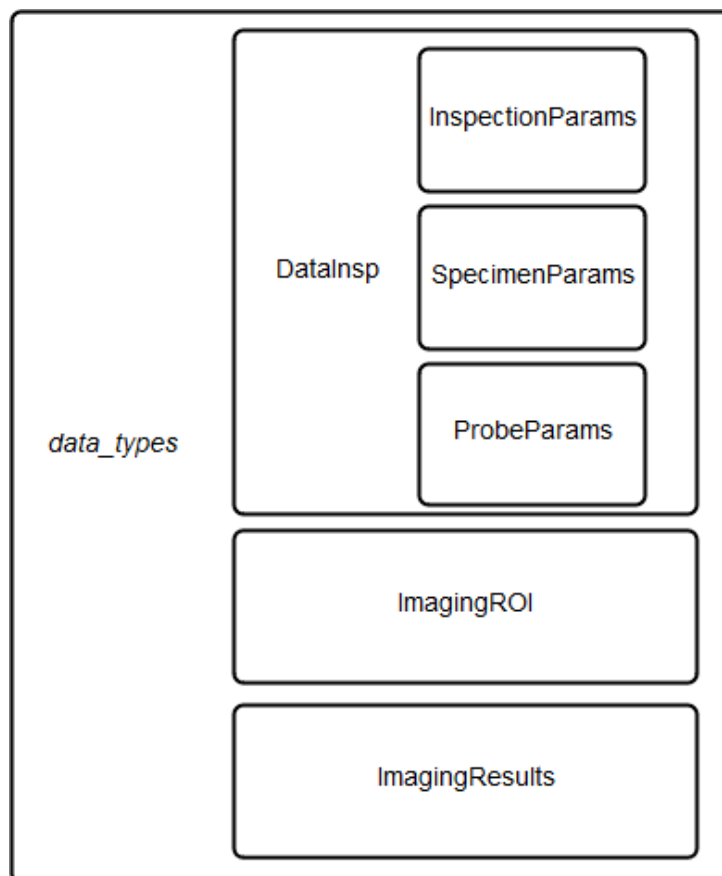 InspectionParams
DataInsp
SpecimenParams
ProbeParams
data_types
ImagingROI
ImagingResults